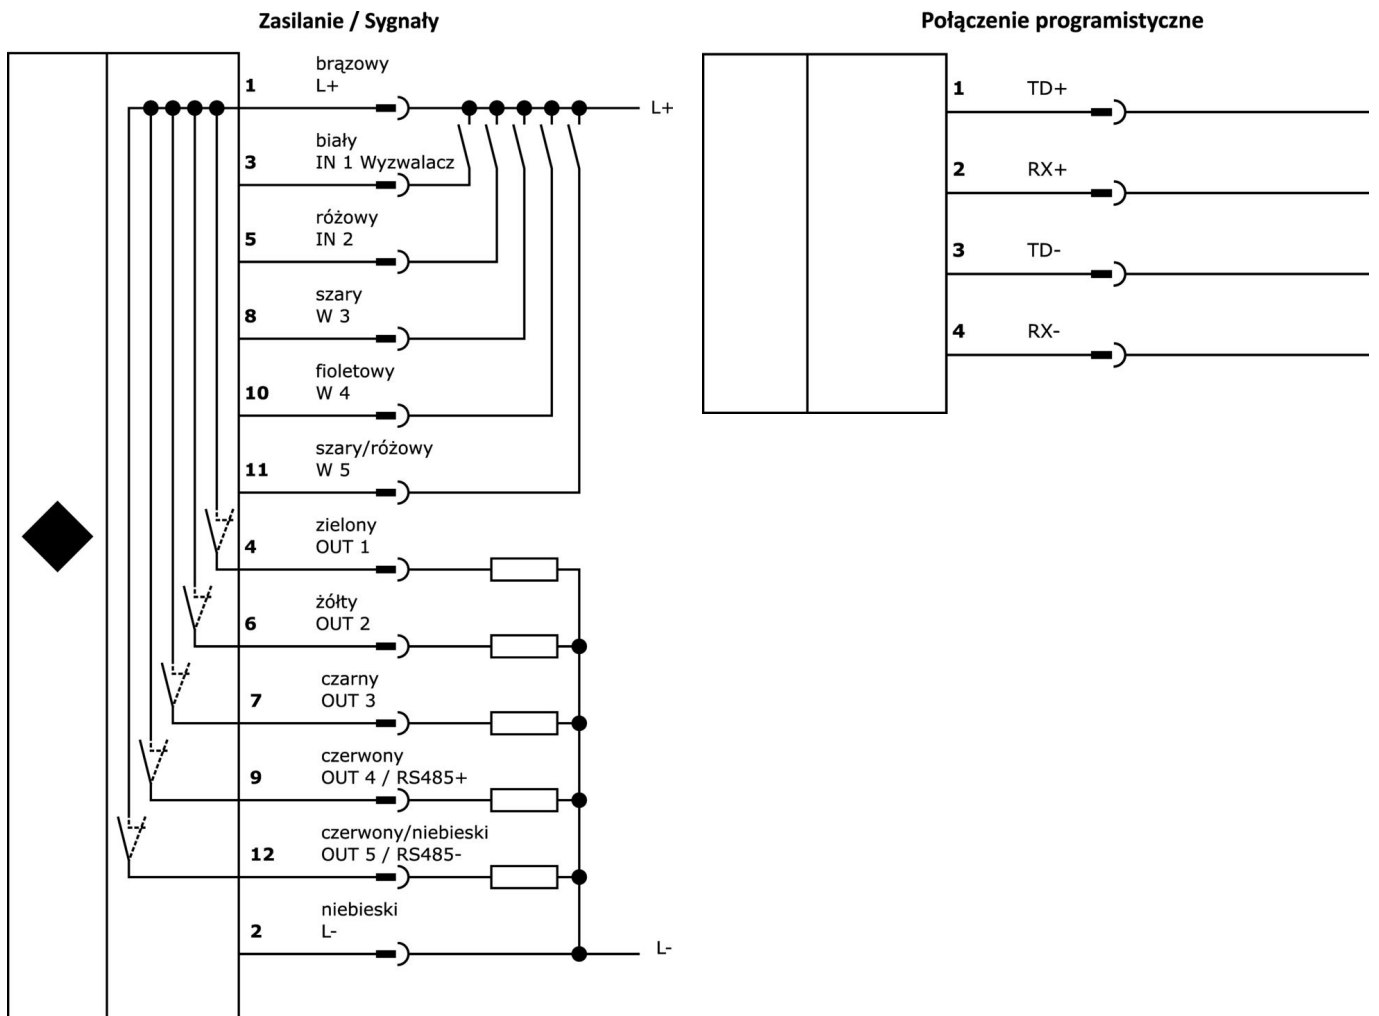 Zasilanie / Sygnały
brązowy
1 L+
L+
biały
3 IN 1 Wyzwalacz
różowy
5 IN 2
szary
8 W 3
fioletowy
10 W 4
szary/różowy
11 W 5
zielony
4 OUT 1
żółty
6 OUT 2
czarny
7 OUT 3
czerwony
9 OUT 4 / RS485+
czerwony/niebieski
12 OUT 5 / RS485-
niebieski
2 L-
L-
Połączenie programistyczne
1 TD+
2 RX+
3 TD-
4 RX-